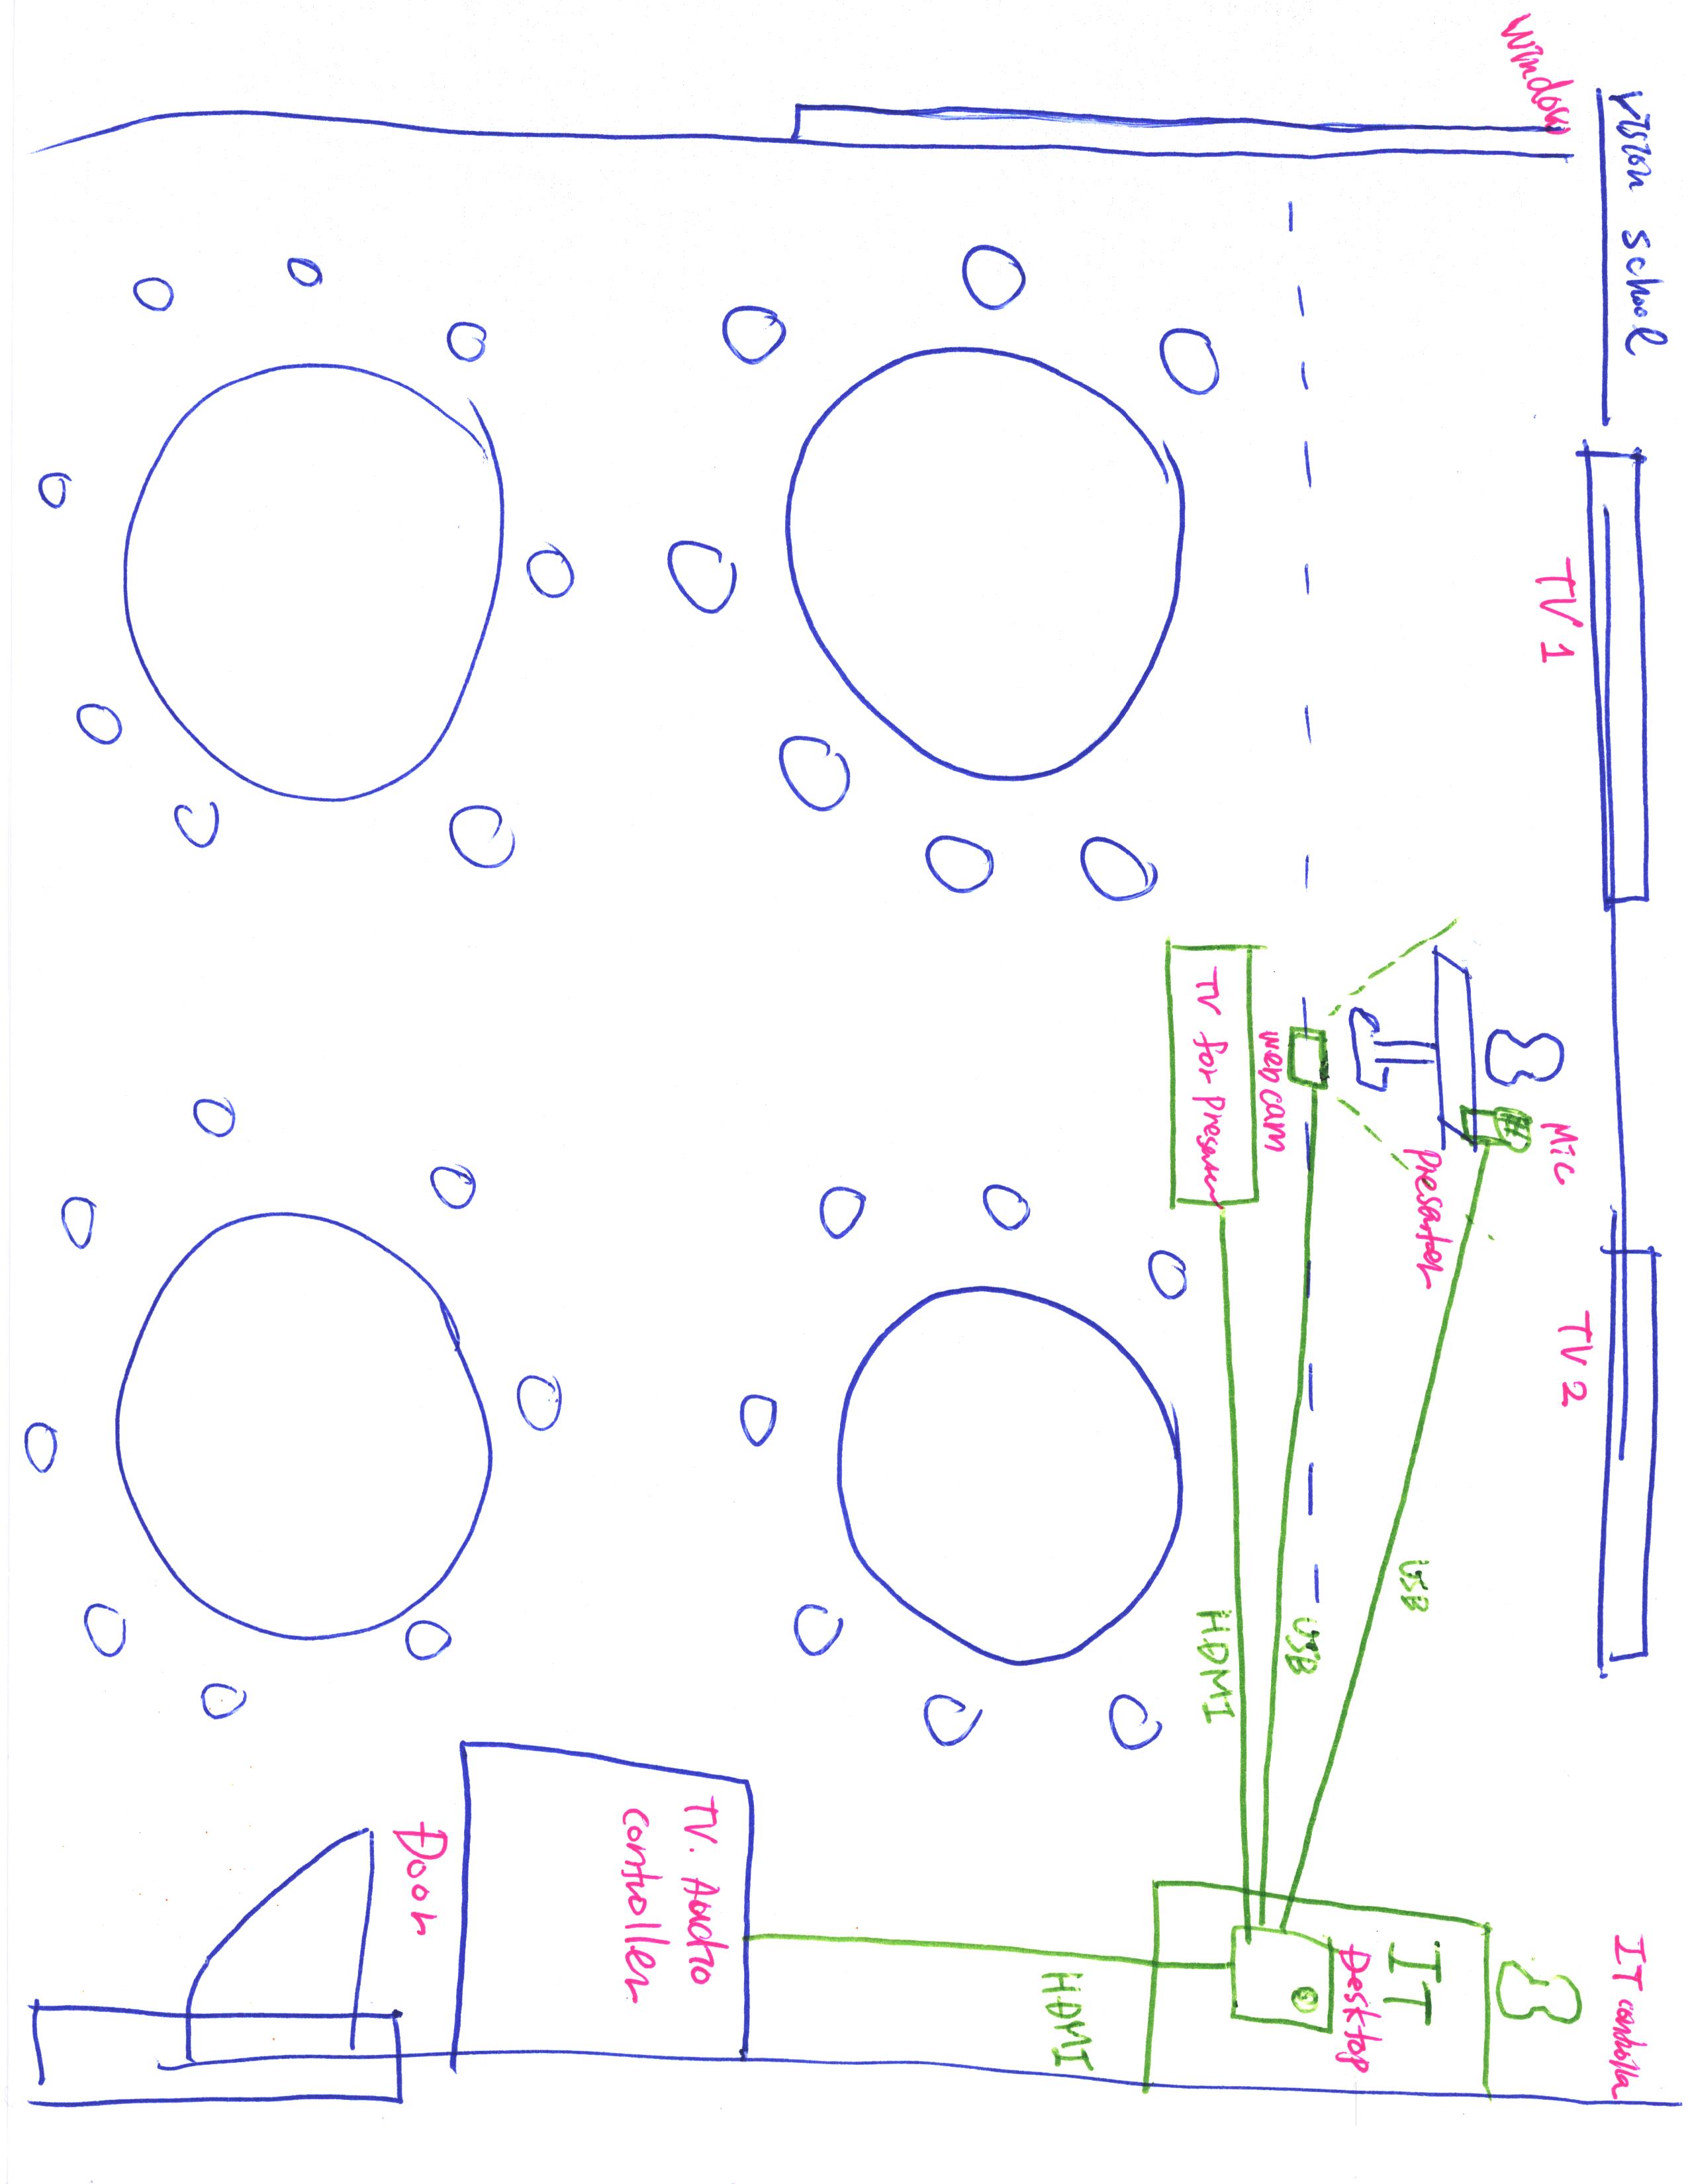 vision school
IT controlla
TV 1
TV 2
Mic
window
presentor
USB
IT
Desktop
USB
webcam
TV for Presenter
HDMI
HDMI
TV. Audio
controller
Door